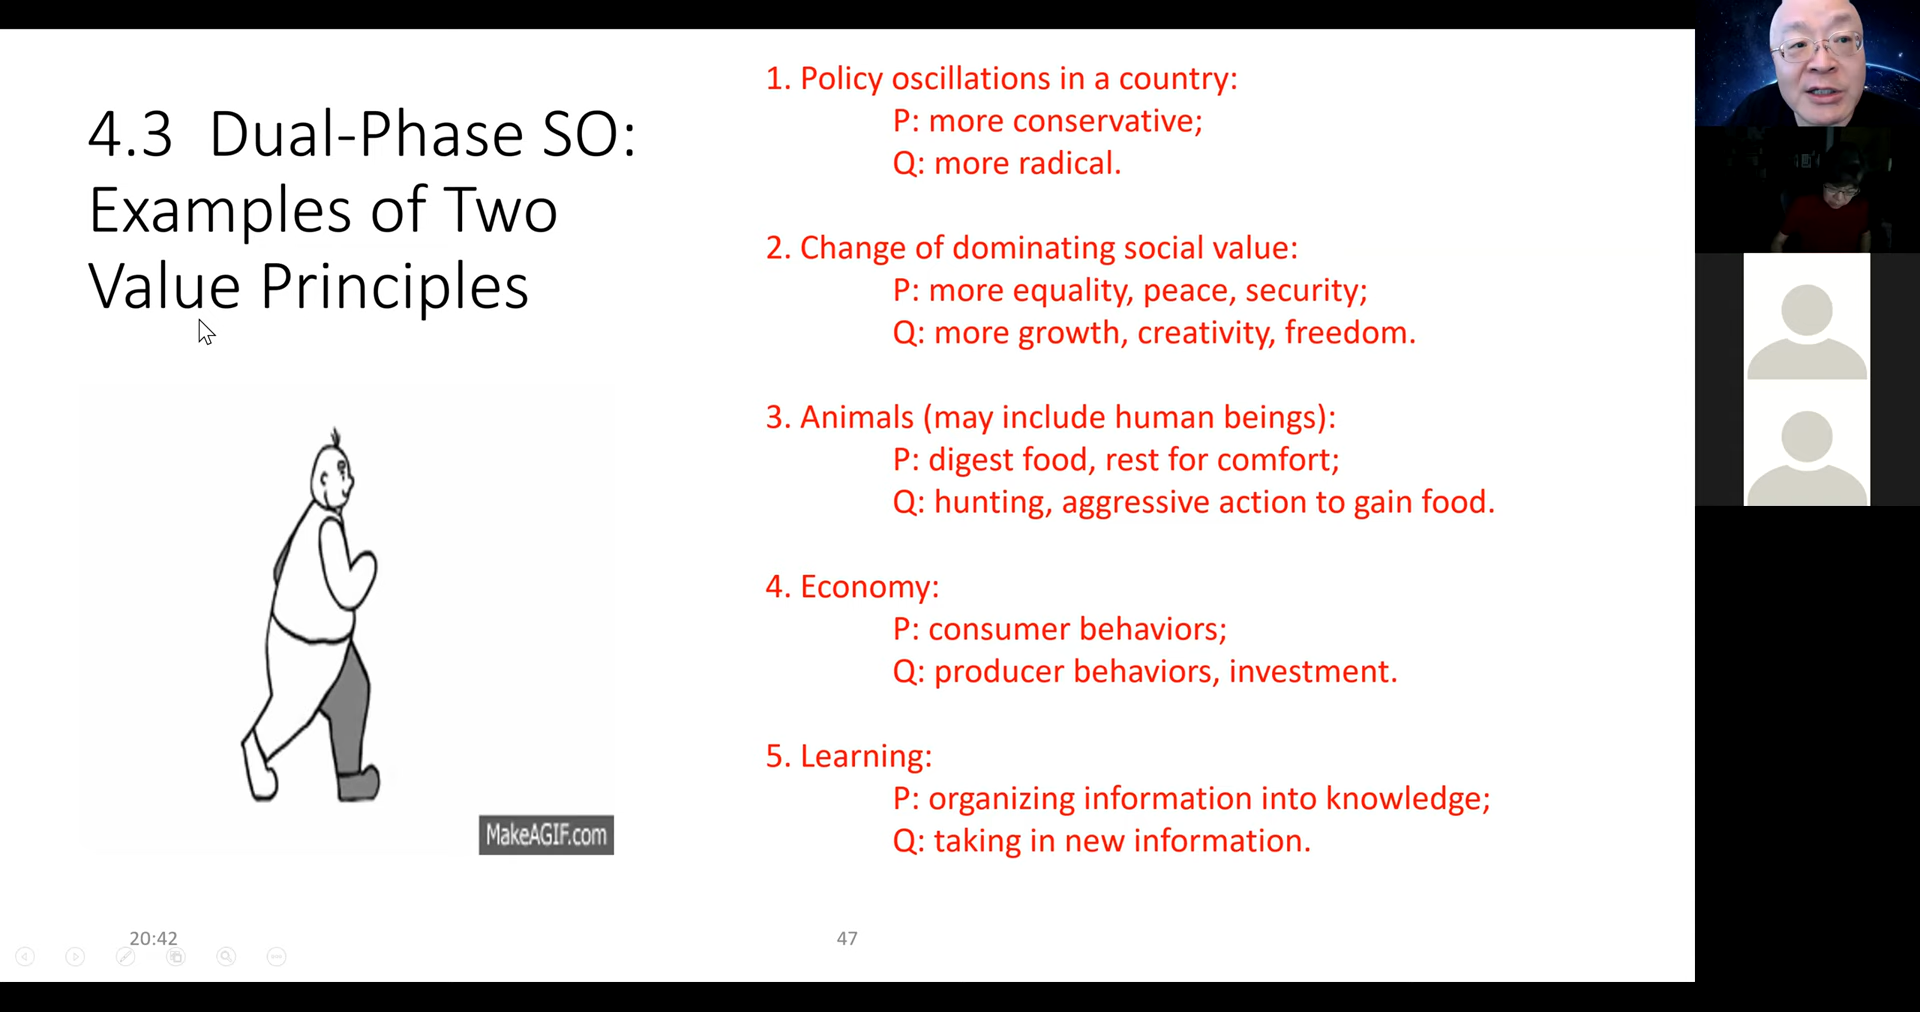 4.3 Dual-Phase SO:
Examples of Two
Value Principles
1. Policy oscillations in a country:
P: more conservative;
Q: more radical.
2. Change of dominating social value:
P: more equality, peace, security;
Q: more growth, creativity, freedom.
3. Animals (may include human beings):
P: digest food, rest for comfort;
Q: hunting, aggressive action to gain food.
4. Economy:
P: consumer behaviors;
Q: producer behaviors, investment.
5. Learning:
P: organizing information into knowledge;
Q: taking in new information.
MakeAGIF.com
20:42
47